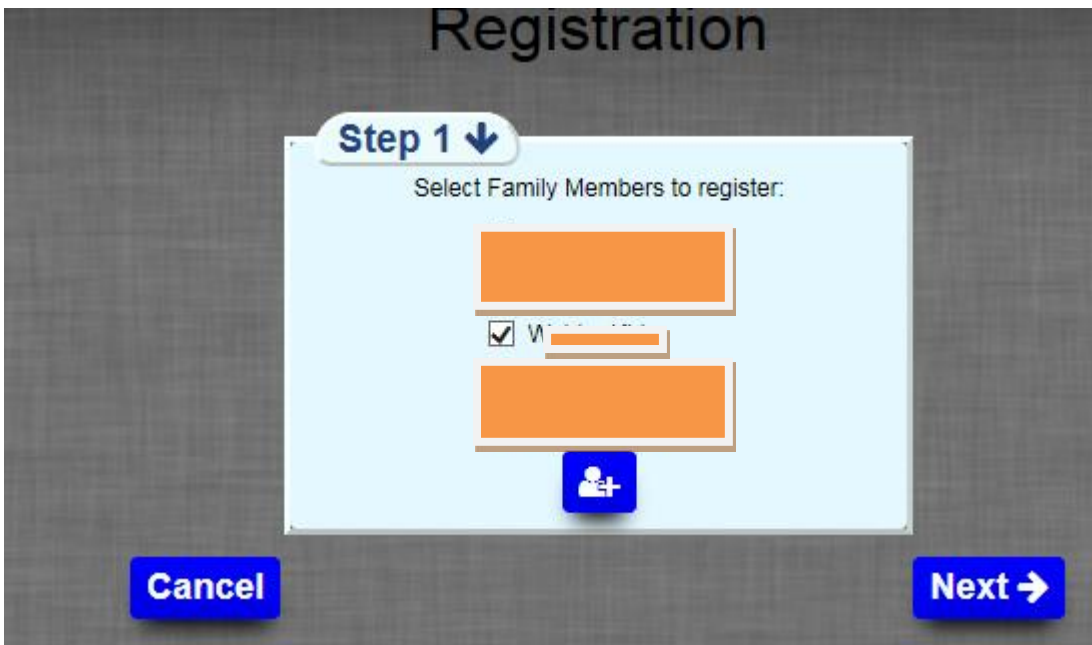 Registration
Step 1
Select Family Members to register:
Cancel
Next